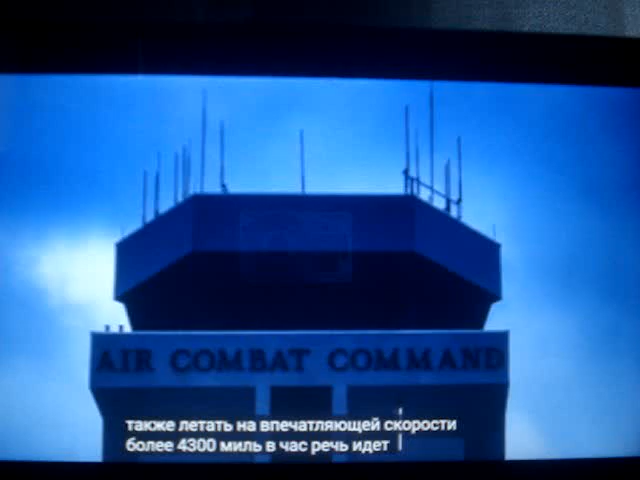 AIR COMBAT COMMAND
также летать на впечатляющей скорости
более 4300 миль в час речь идет